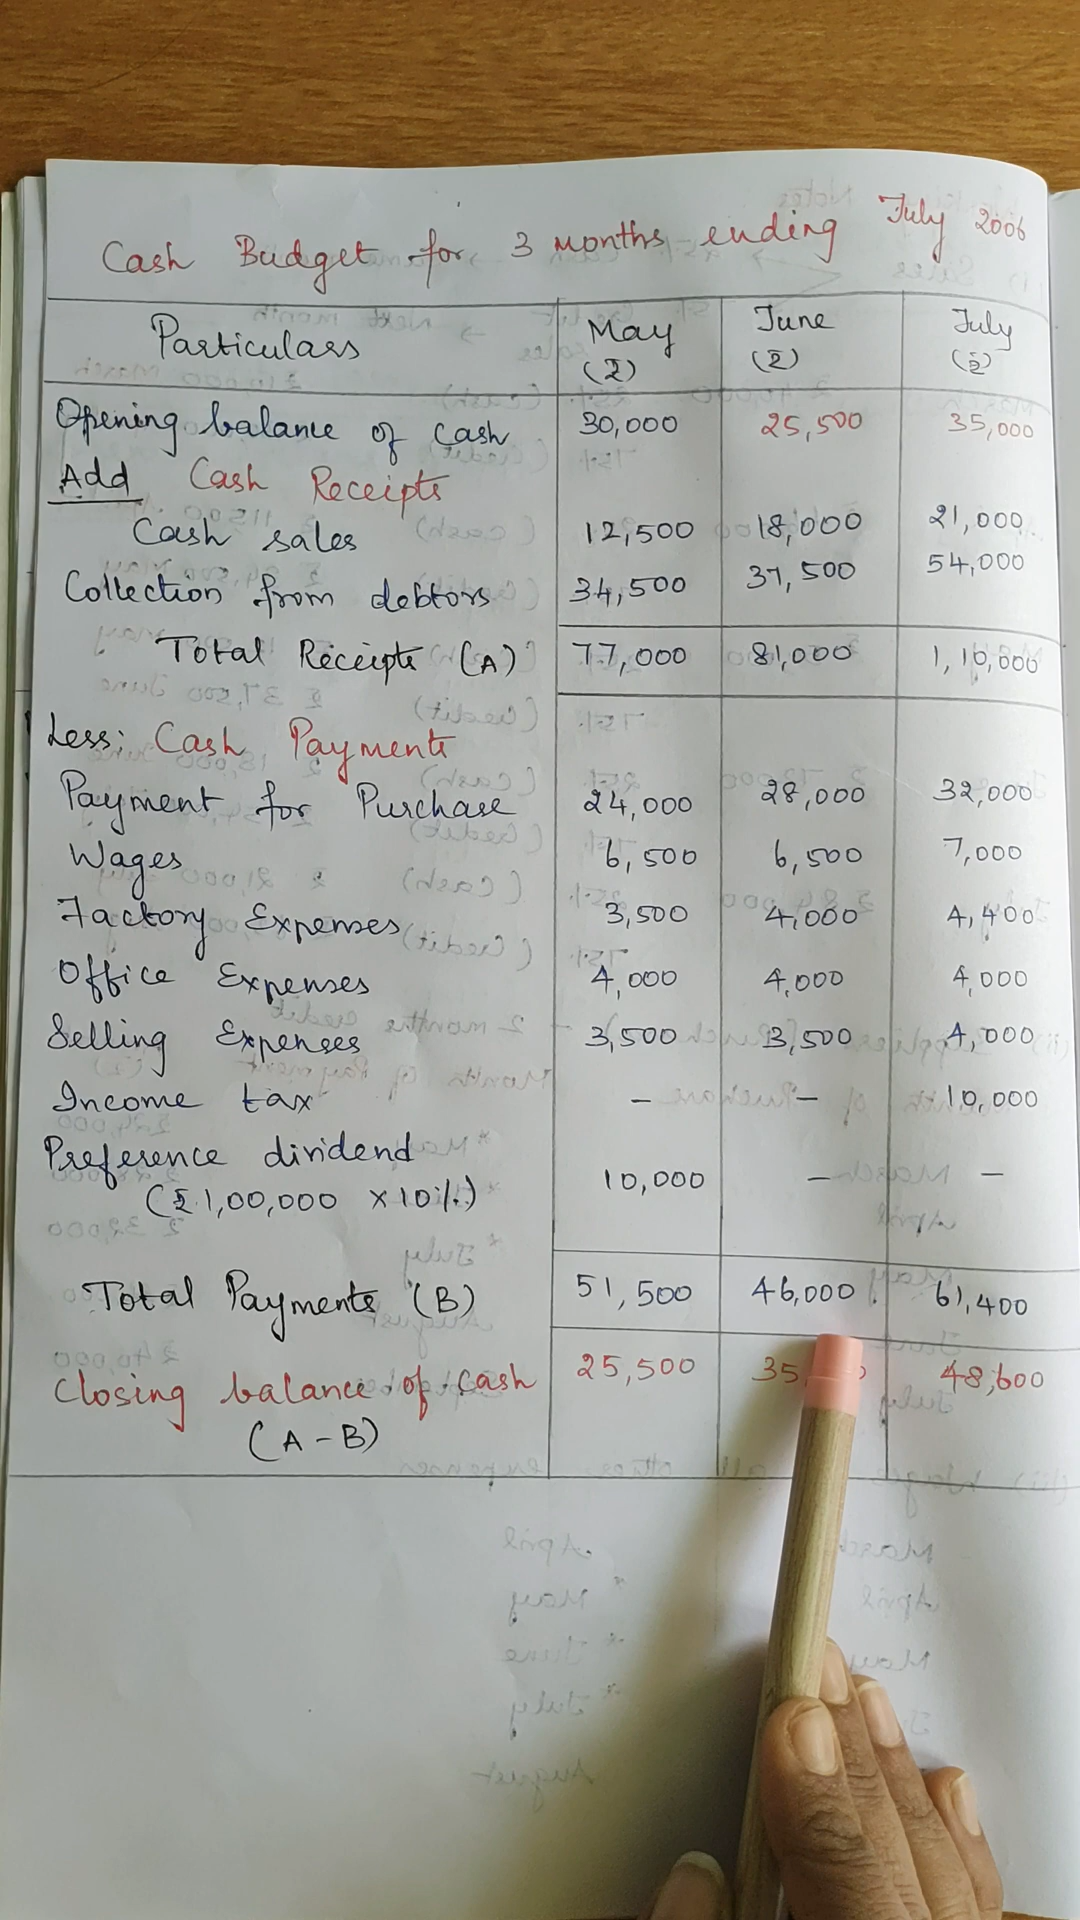 Cash Budget for 3 months ending July 2006
Particulars May June July
(₹) (₹) (₹)
Opening balance of cash 30,000 25,500 35,000
Add Cash Receipts
Cash sales 12,500 18,000 21,000
Collection from debtors 34,500 37,500 54,000
Total Receipts (A) 77,000 81,000 1,10,000
Less: Cash Payments
Payment for Purchase 24,000 28,000 32,000
Wages 6,500 6,500 7,000
Factory Expenses 3,500 4,000 4,400
Office Expenses 4,000 4,000 4,000
Selling Expenses 3,500 3,500 4,000
Income tax - - 10,000
Preference dividend
(₹1,00,000 x 10%) 10,000 - -
Total Payments (B) 51,500 46,000 61,400
Closing balance of cash 25,500 48,600
(A-B)